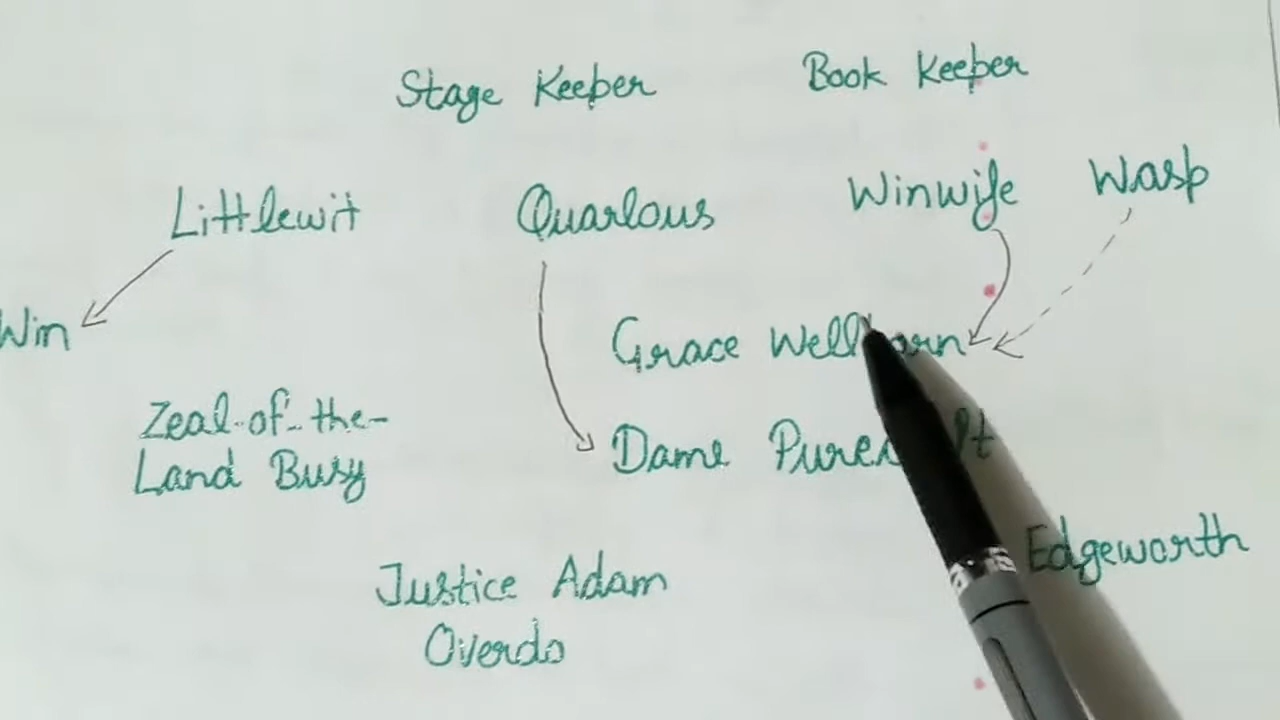 Stage Keeper Book Keeper
Littlewit Quarlous Winwife Wasp
Win
Grace
Zeal-of-the-
Land Busy
Dame
Edgeworth
Justice Adam
Overdo